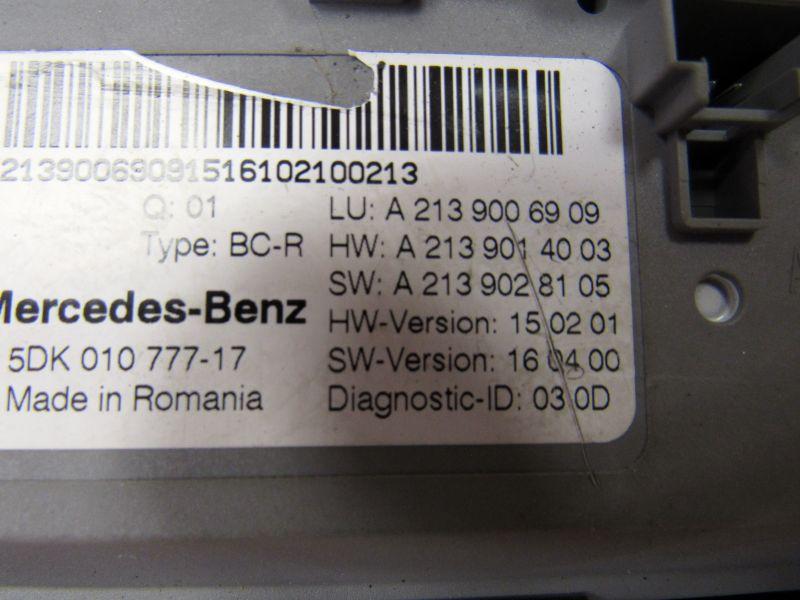 21390069091516102100213
Q: 01 LU: A 213 900 69 09
Type: BC-R HW: A 213 901 40 03
SW: A 213 902 81 05
Mercedes-Benz HW-Version: 15 02 01
5DK 010 777-17 SW-Version: 16 04 00
Made in Romania Diagnostic-ID: 03 0D